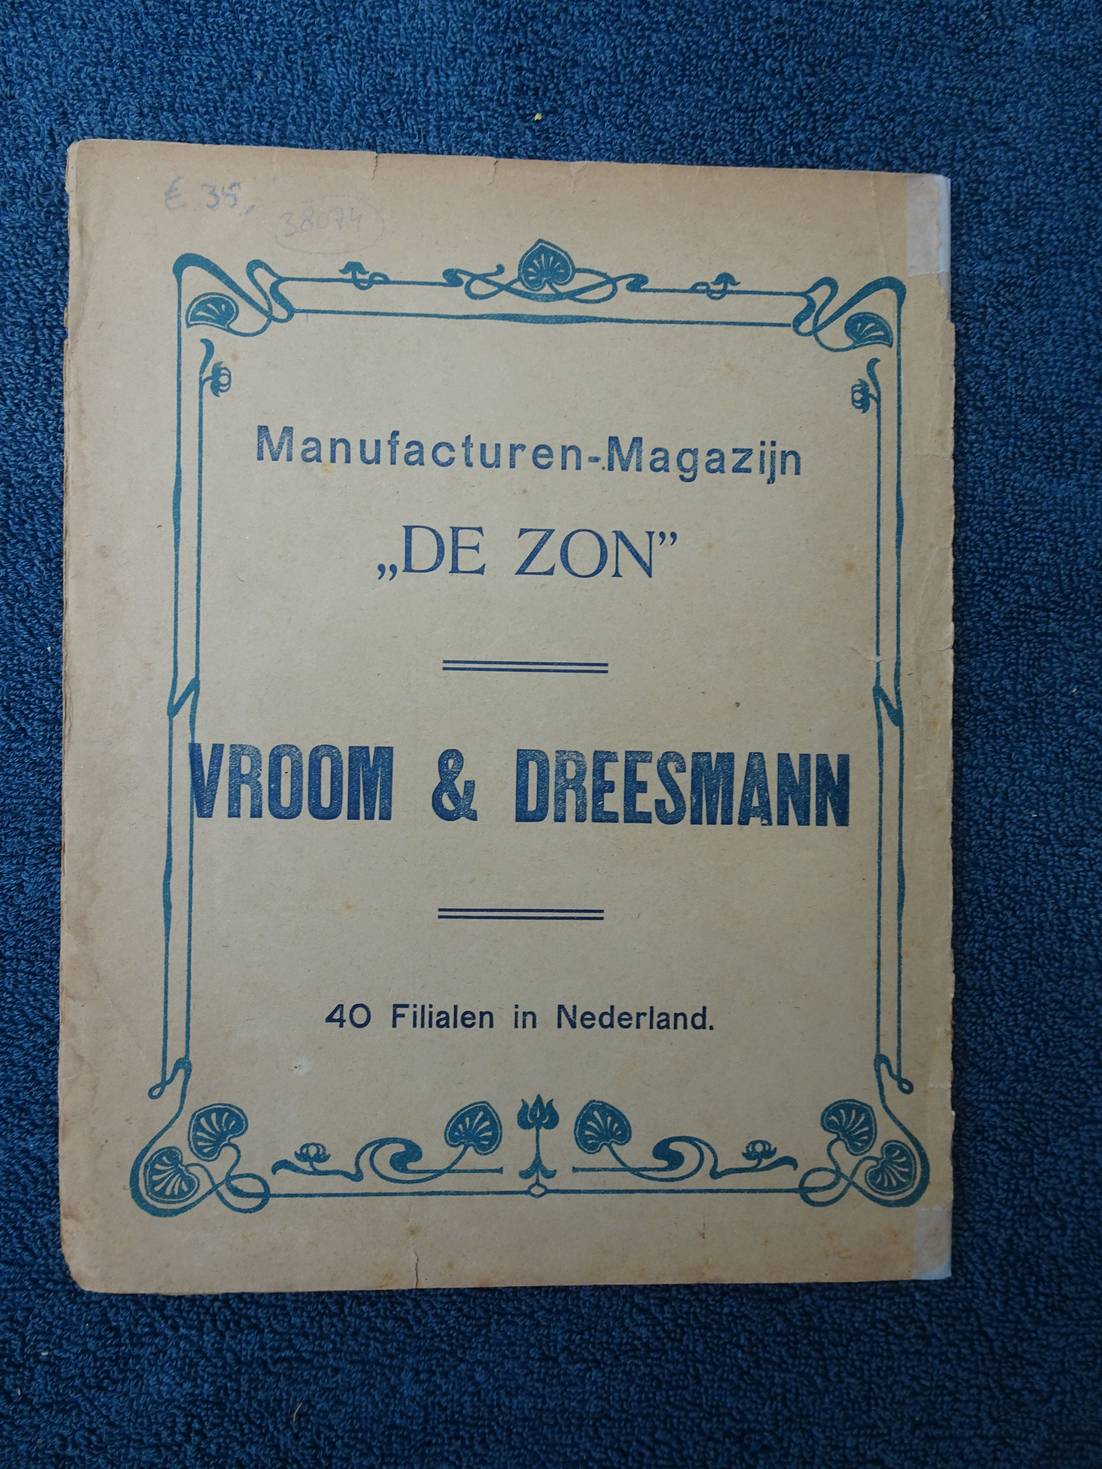 € 35,
38074
Manufacturen-Magazijn
„DE ZON”
VROOM & DREESMANN
40 Filialen in Nederland.